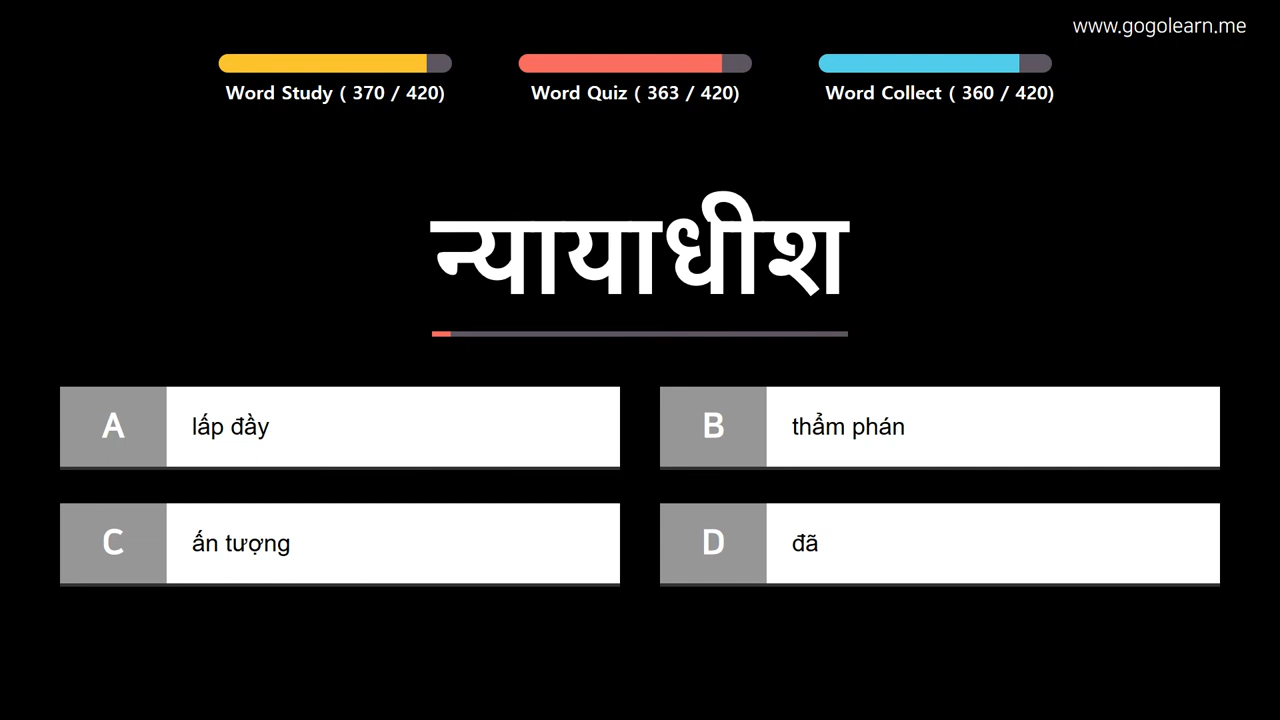 www.gogolearn.me
Word Study ( 370 / 420)
Word Quiz ( 363 / 420)
Word Collect ( 360 / 420)
न्यायाधीश
A lấp đầy
B thẩm phán
C ấn tượng
D đã